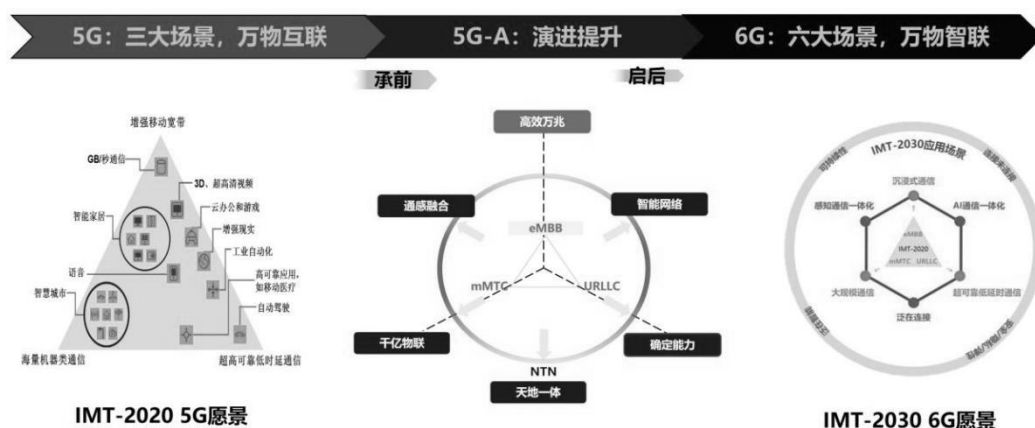 5G：三大场景，万物互联
5G-A：演进提升
6G：六大场景，万物智联
承前
启后
增强移动宽带
GB/秒通信
3D、超高清视频
云办公和游戏
智能家居
增强现实
工业自动化
语音
高可靠应用，
如移动医疗
智慧城市
自动驾驶
海量机器类通信
超高可靠低时延通信
IMT-2020 5G愿景
高效万兆
通感融合
智能网络
eMBB
mMTC
URLLC
千亿物联
确定能力
NTN
天地一体
IMT-2030应用场景
可持续性
连接未连接
沉浸式通信
感知通信一体化
AI通信一体化
eMBB
IMT-2020
mMTC
URLLC
大规模通信
超可靠低延时通信
泛在连接
IMT-2030 6G愿景